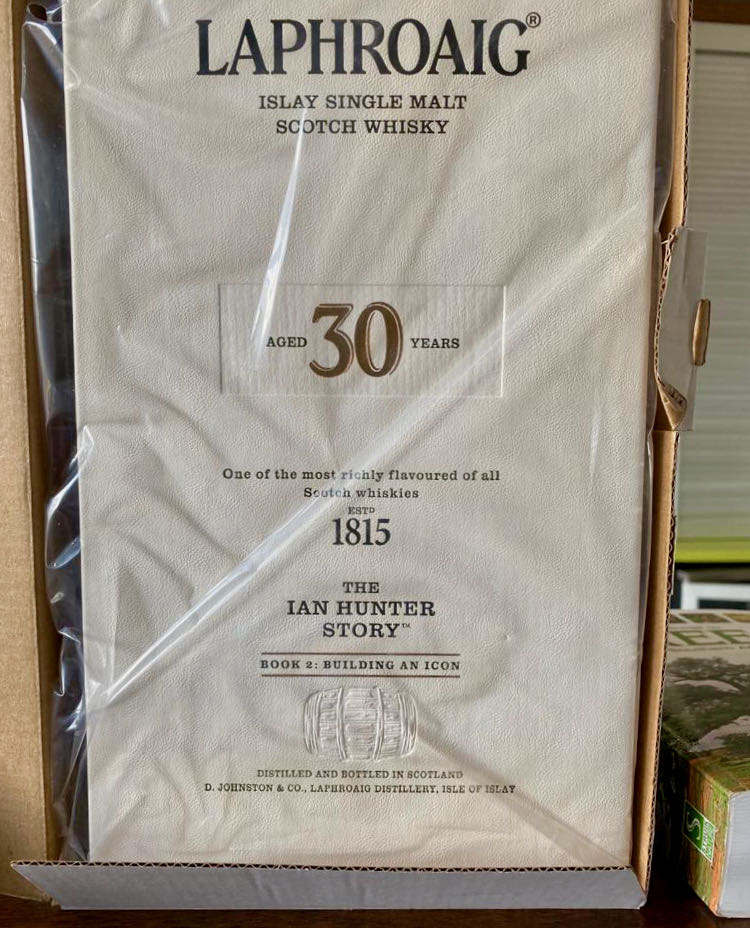 LAPHROAIG®
ISLAY SINGLE MALT
SCOTCH WHISKY
AGED 30 YEARS
One of the most richly flavoured of all
Scotch whiskies
ESTD
1815
THE
IAN HUNTER
STORY™
BOOK 2: BUILDING AN ICON
DISTILLED AND BOTTLED IN SCOTLAND
D. JOHNSTON & CO., LAPHROAIG DISTILLERY, ISLE OF ISLAY